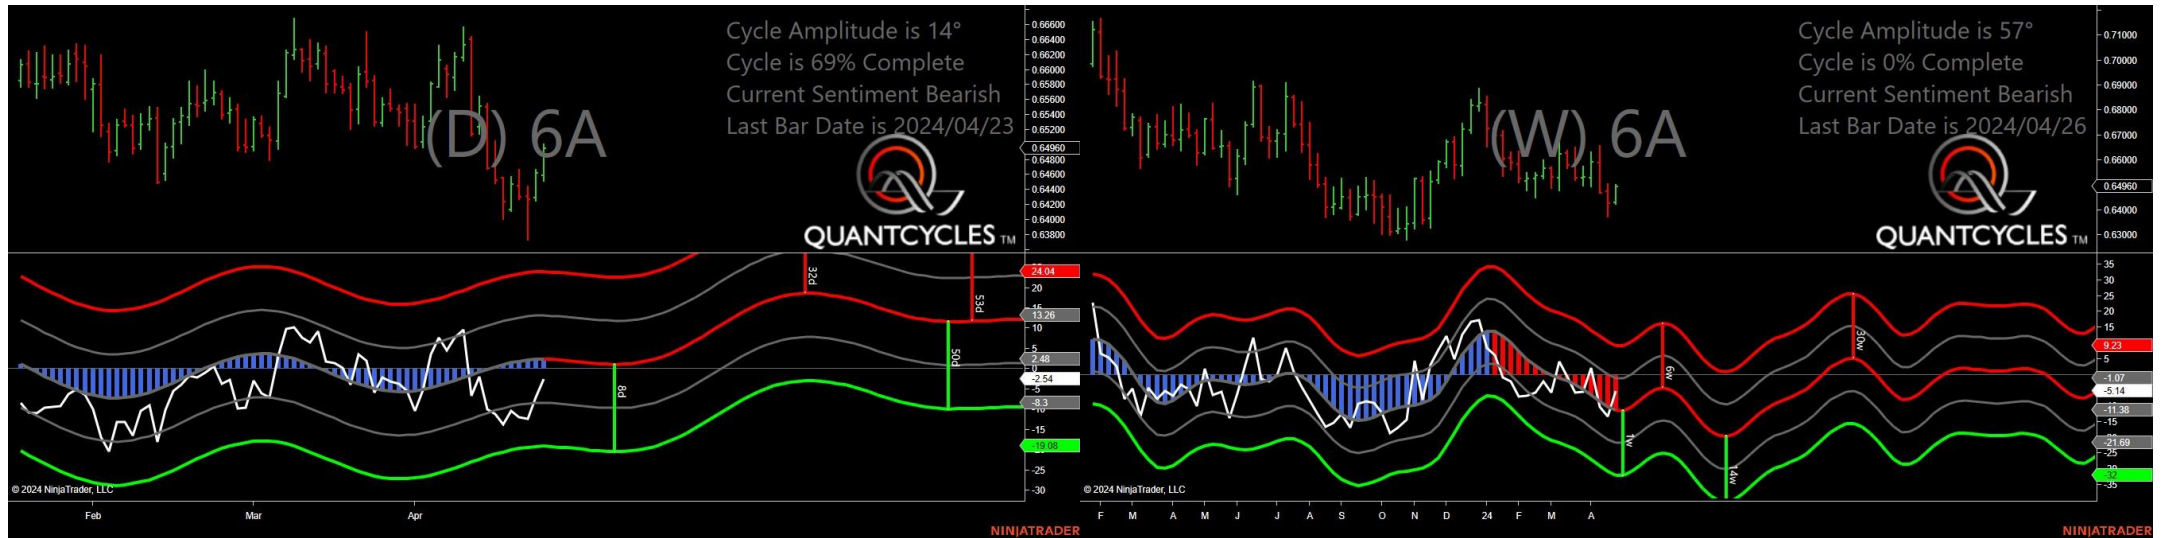 Cycle Amplitude is 14°
Cycle is 69% Complete
Current Sentiment Bearish
Last Bar Date is 2024/04/23
(D) 6A
QUANTCYCLES TM
0.66600
0.66400
0.66200
0.66000
0.65800
0.65600
0.65400
0.65200
0.64960
0.64800
0.64600
0.64400
0.64200
0.64000
0.63800
32d
53d
8d
50d
24.04
20
15
13.26
10
5
2.48
0
-2.54
-5
-8.3
-10
-15
-19.08
-25
-30
© 2024 NinjaTrader, LLC
Feb
Mar
Apr
NINJATRADER
Cycle Amplitude is 57°
Cycle is 0% Complete
Current Sentiment Bearish
Last Bar Date is 2024/04/26
(W) 6A
QUANTCYCLES TM
0.71000
0.70000
0.69000
0.68000
0.67000
0.66000
0.64960
0.64000
0.63000
6w
30w
1w
14w
35
30
25
20
15
9.23
5
-1.07
-5.14
-11.38
-15
-21.69
-25
-32
-35
© 2024 NinjaTrader, LLC
F
M
A
M
J
J
A
S
O
N
D
24
F
M
A
NINJATRADER